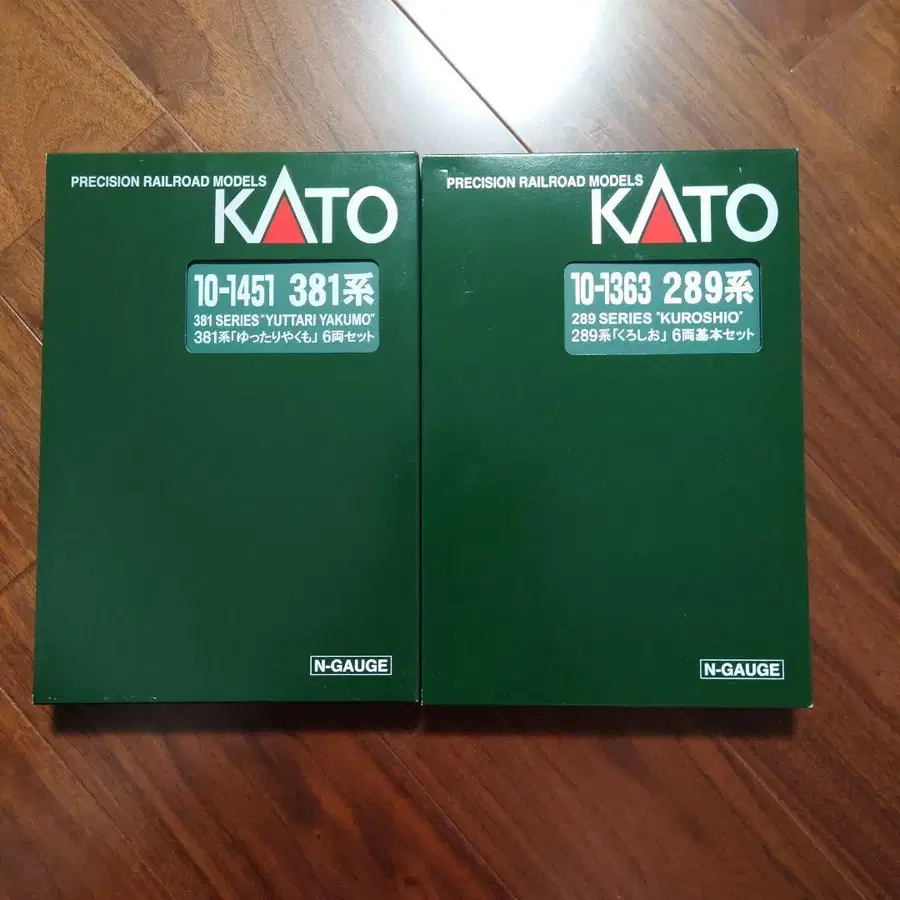 PRECISION RAILROAD MODELS
KATO
10-1451 381系
381 SERIES "YUTTARI YAKUMO"
381系「ゆったりやくも」6両セット
N-GAUGE
PRECISION RAILROAD MODELS
KATO
10-1363 289系
289 SERIES "KUROSHIO"
289系「くろしお」6両基本セット
N-GAUGE